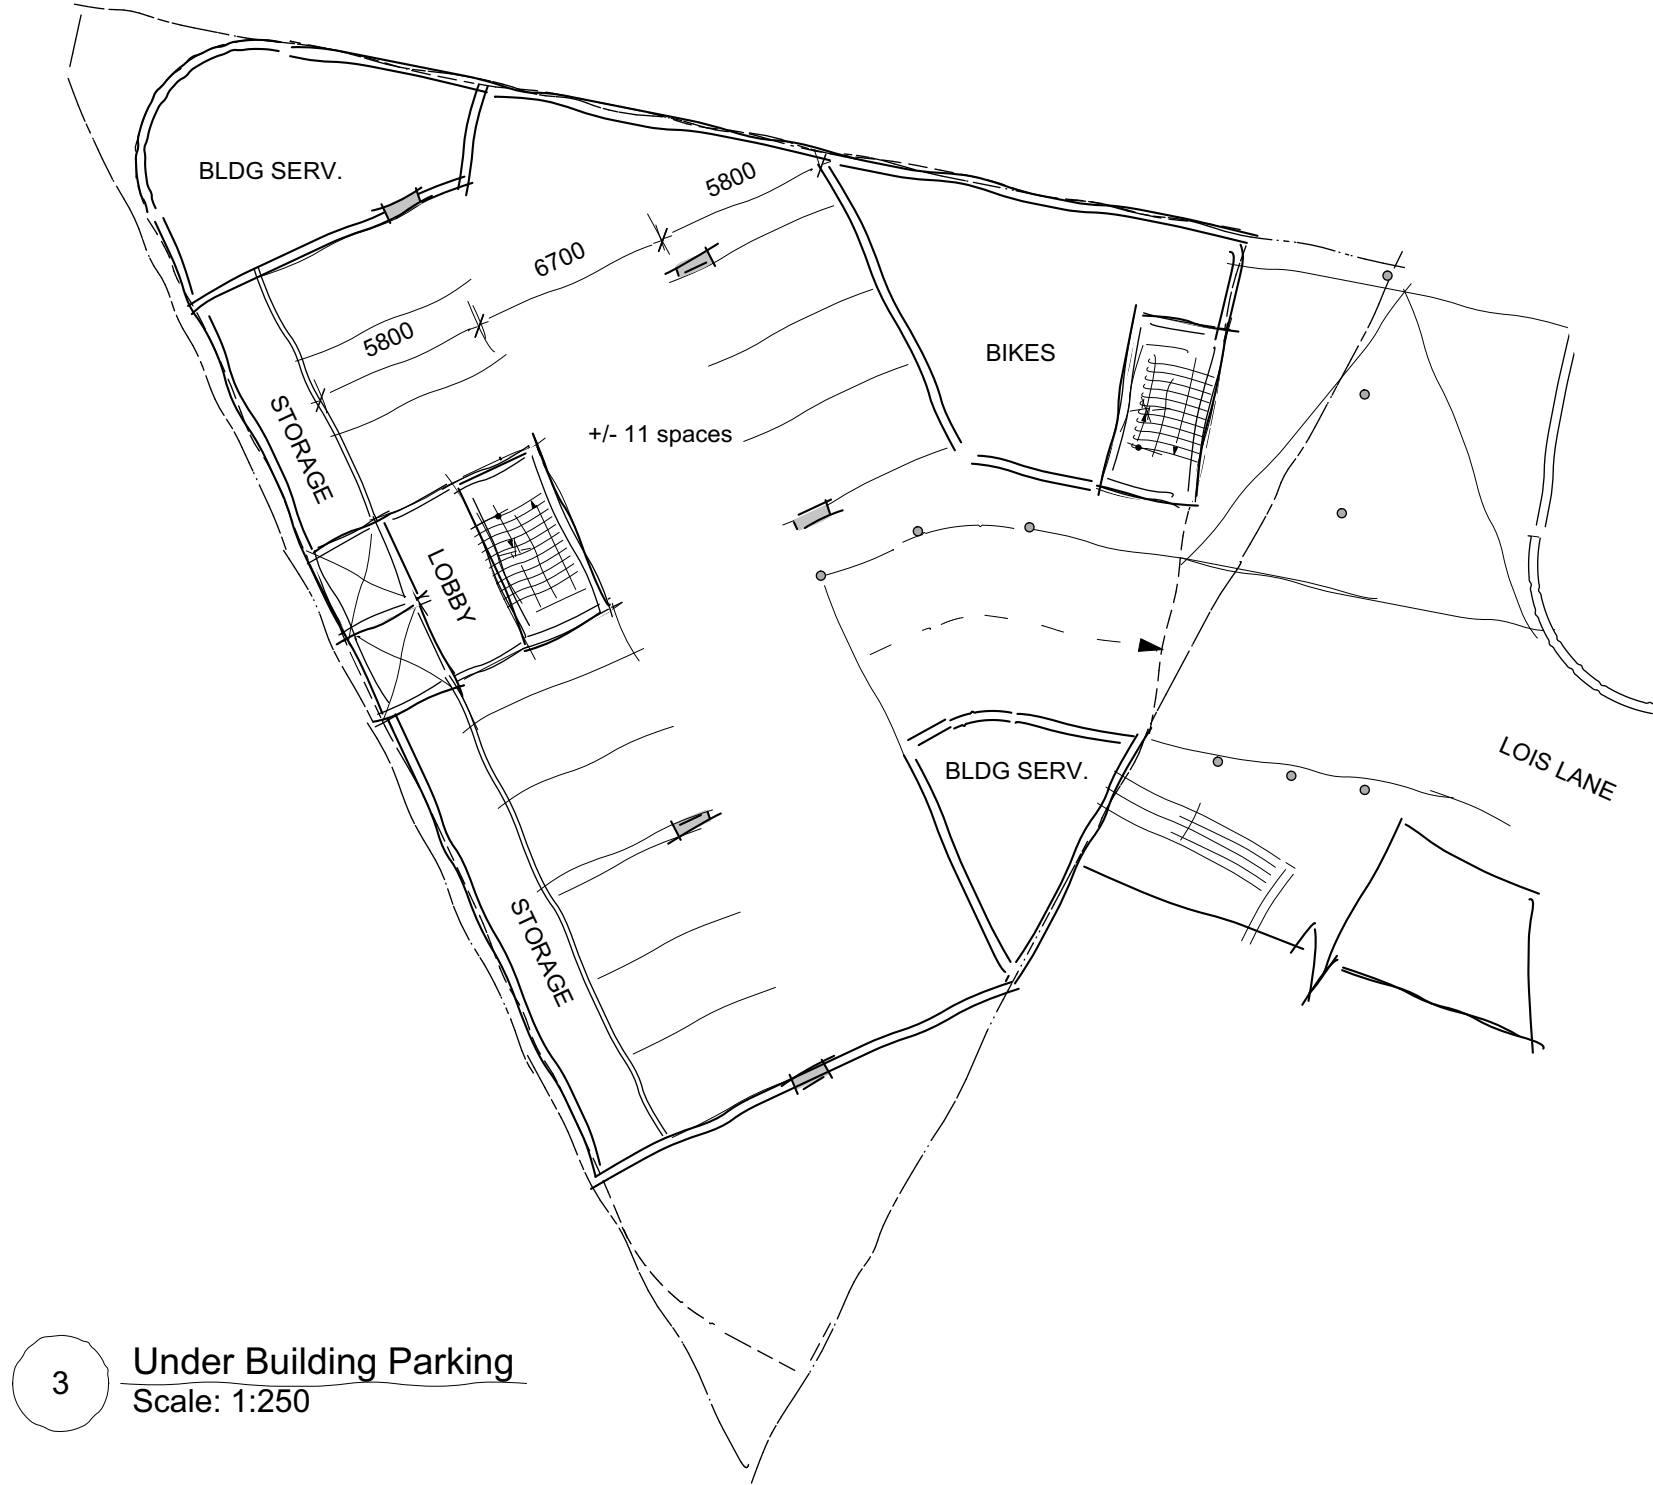 BLDG SERV.
5800
6700
5800
BIKES
+/- 11 spaces
STORAGE
LOBBY
BLDG SERV.
LOIS LANE
STORAGE
3
Under Building Parking
Scale: 1:250